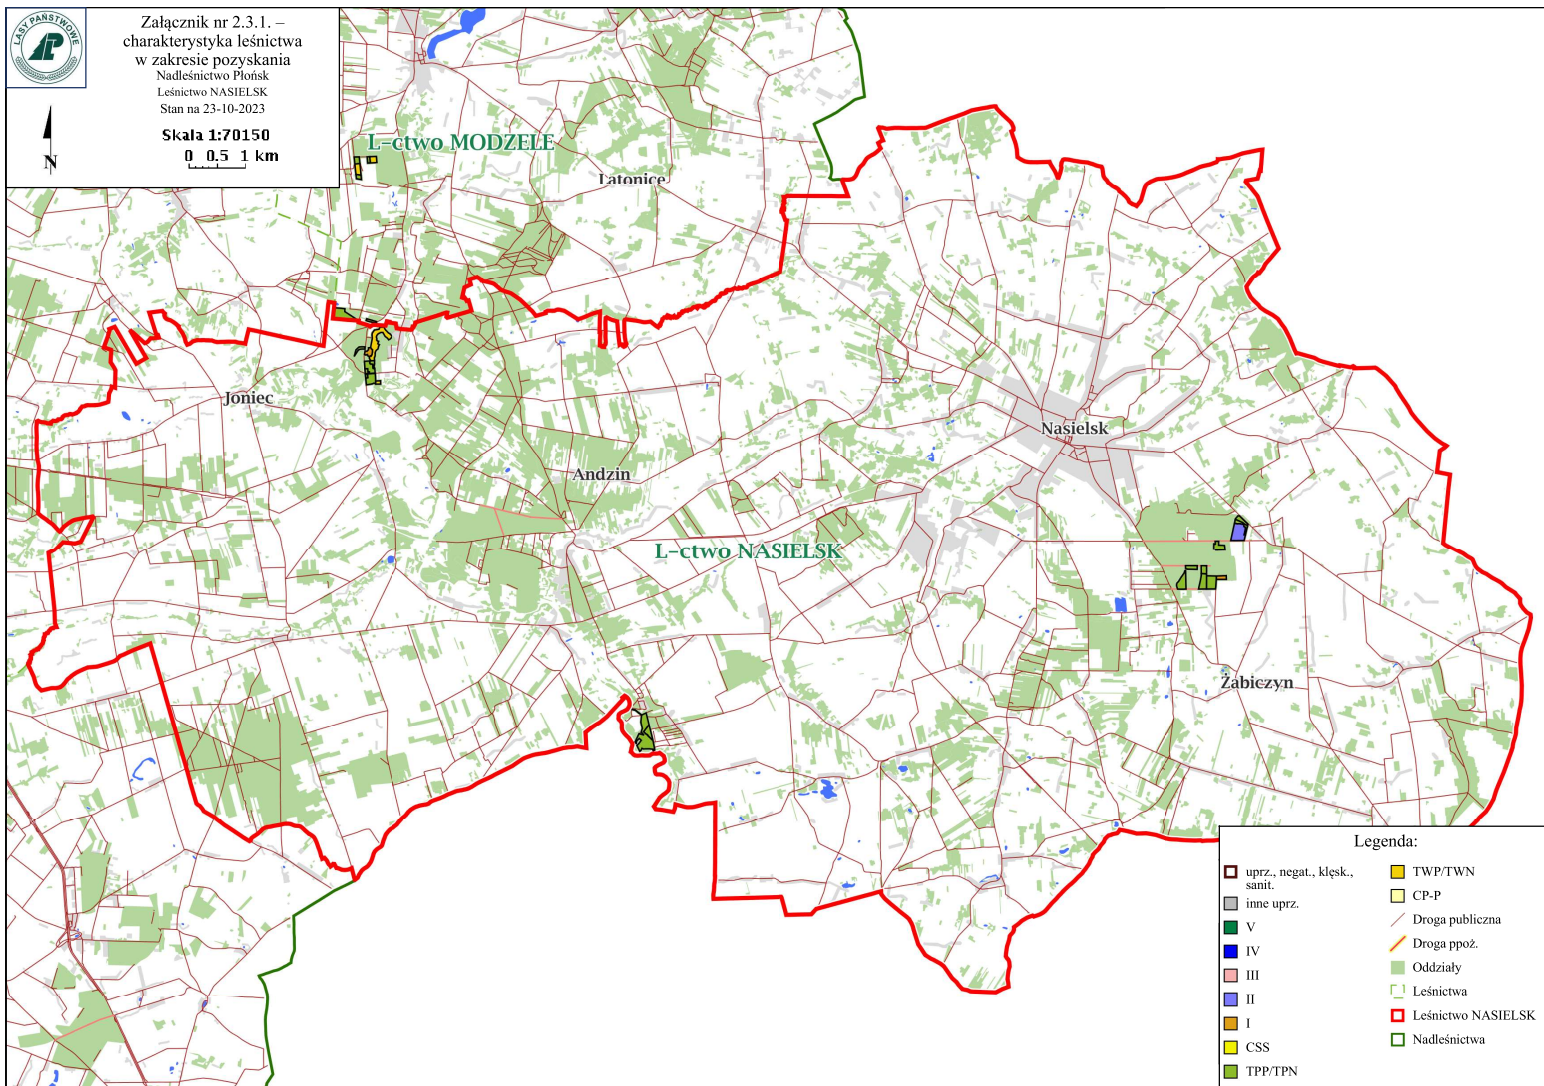 LASY PAŃSTWOWE
Załącznik nr 2.3.1. –
charakterystyka leśnictwa
w zakresie pozyskania
Nadleśnictwo Płońsk
Leśnictwo NASIELSK
Stan na 23-10-2023
Skala 1:70150
0 0.5 1 km
N
L-ctwo MODZELE
Latonice
Joniec
Nasielsk
Andzin
L-ctwo NASIELSK
Żabiczyn
Legenda:
uprz., negat., klęsk.,
sanit.
inne uprz.
V
IV
III
II
I
CSS
TPP/TPN
TWP/TWN
CP-P
Droga publiczna
Droga ppoż.
Oddziały
Leśnictwa
Leśnictwo NASIELSK
Nadleśnictwa